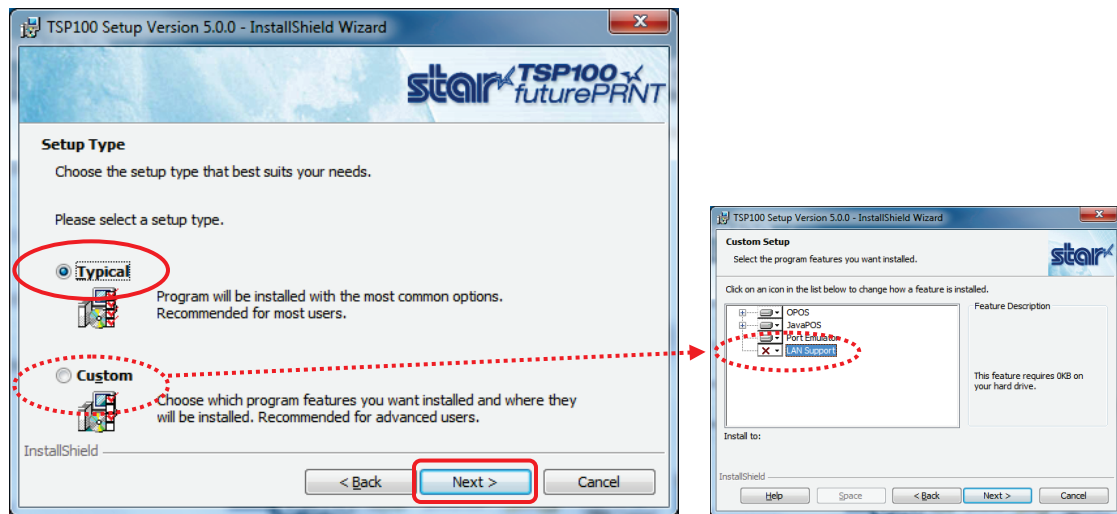 TSP100 Setup Version 5.0.0 - InstallShield Wizard
star TSP100
futurePRNT
Setup Type
Choose the setup type that best suits your needs.
Please select a setup type.
Typical
Program will be installed with the most common options.
Recommended for most users.
Custom
Choose which program features you want installed and where they
will be installed. Recommended for advanced users.
InstallShield
< Back
Next >
Cancel
TSP100 Setup Version 5.0.0 - InstallShield Wizard
Custom Setup
Select the program features you want installed.
star
Click on an icon in the list below to change how a feature is installed.
OPOS
JavaPOS
Port Emulator
LAN Support
Feature Description
This feature requires 0KB on
your hard drive.
Install to:
InstallShield
Help
Space
< Back
Next >
Cancel